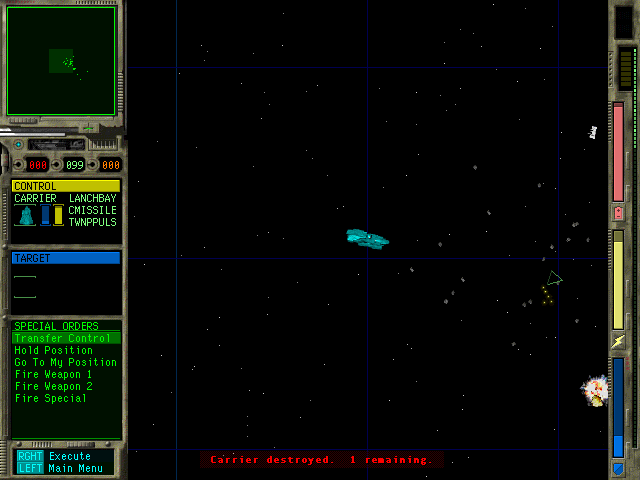 000 099 000
CONTROL
CARRIER LANCHBAY
CMISSILE
TWNPPULS
TARGET
SPECIAL ORDERS
Transfer Control
Hold Position
Go To My Position
Fire Weapon 1
Fire Weapon 2
Fire Special
RGHT Execute
LEFT Main Menu
Carrier destroyed. 1 remaining.